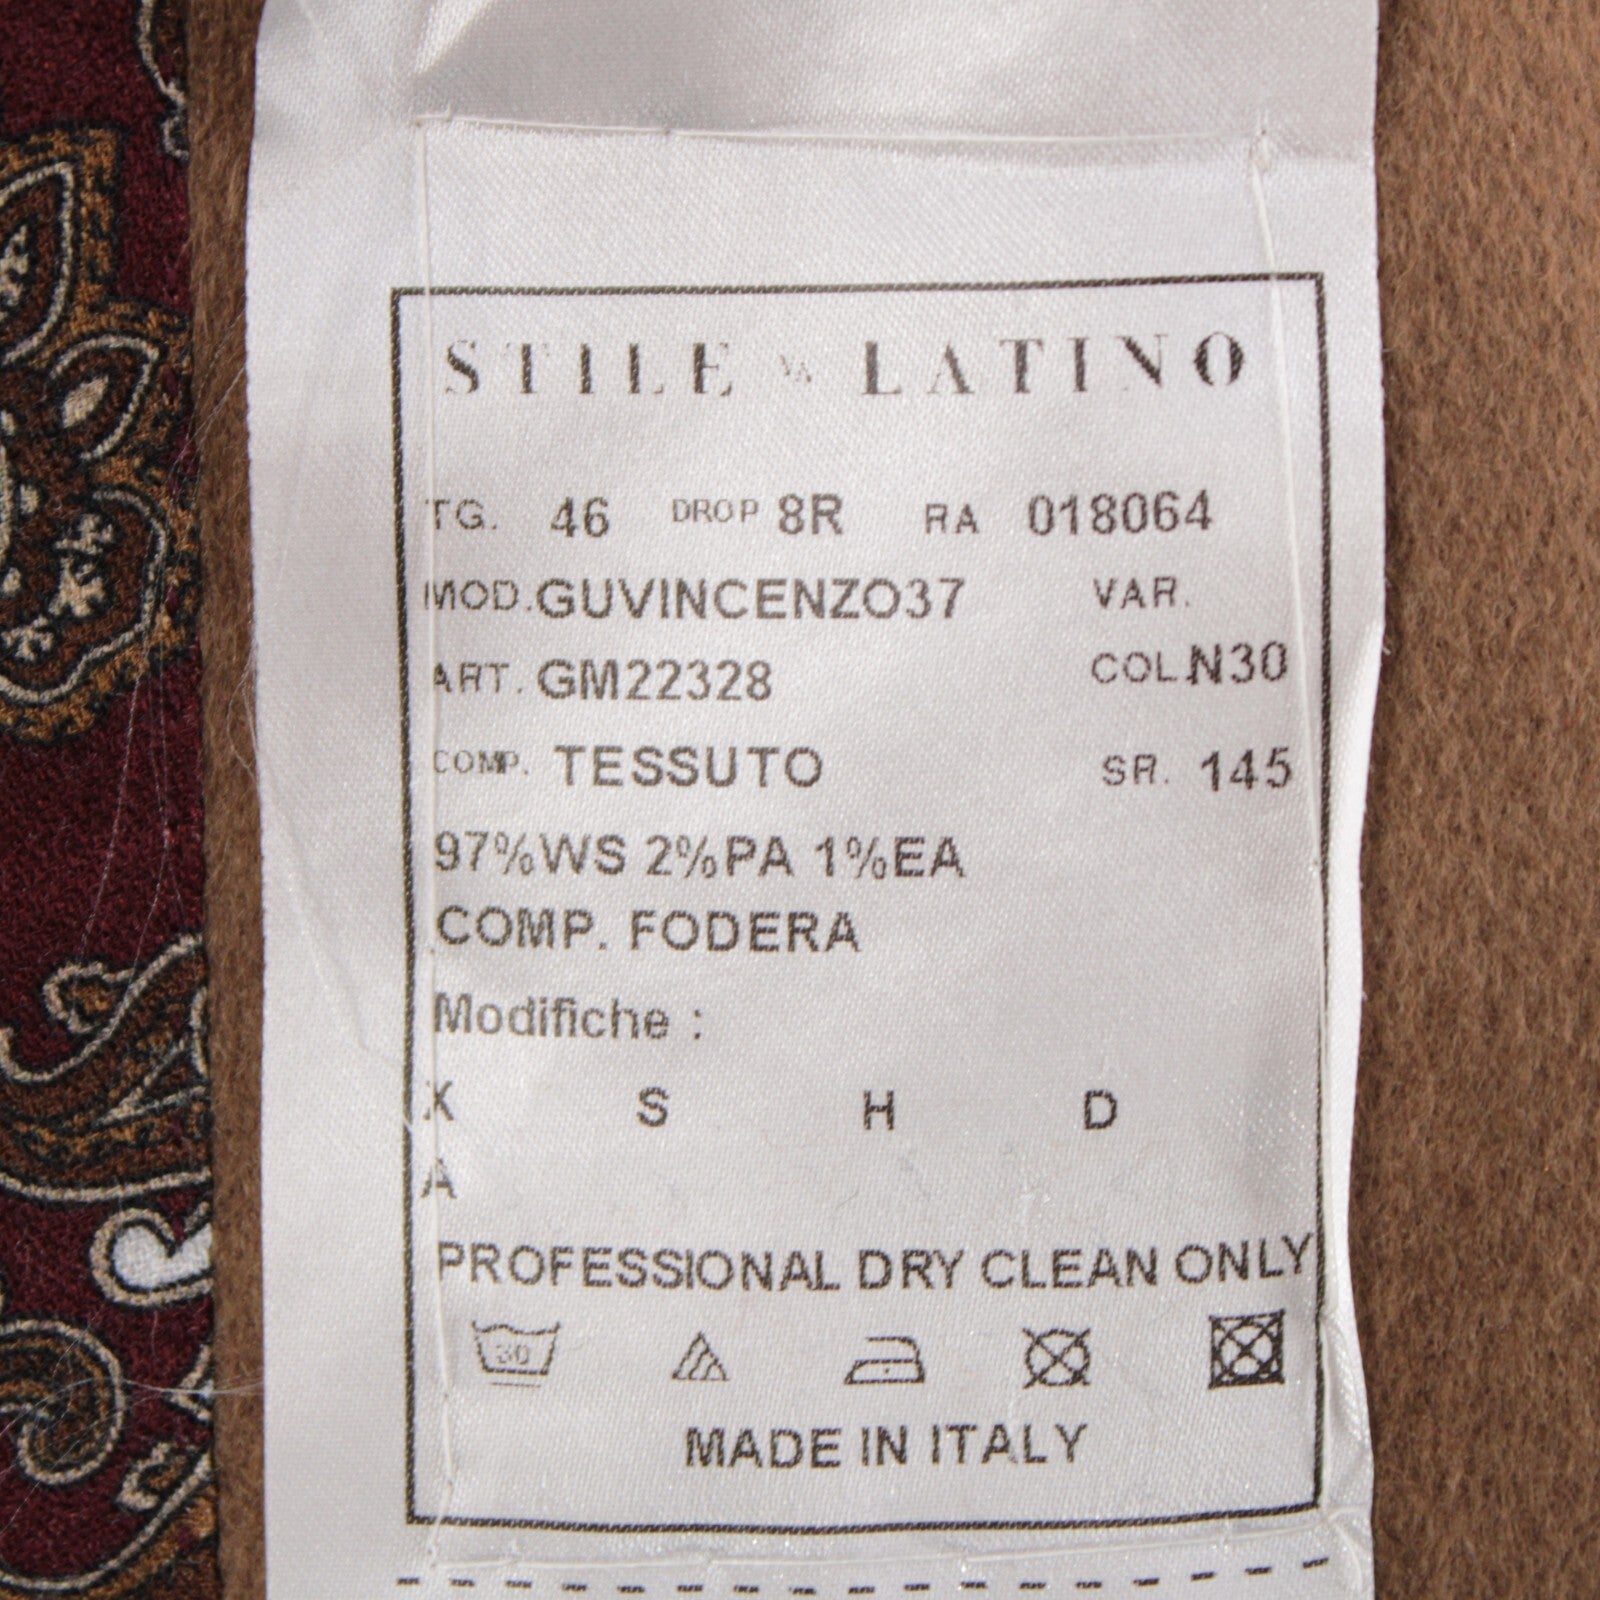 STILE LATINO
TG. 46 DROP 8R RA 018064
MOD. GUVINCENZO37 VAR.
ART. GM22328 COL. N30
COMP. TESSUTO SR. 145
97%WS 2%PA 1%EA
COMP. FODERA
Modifiche :
X S H D
A
PROFESSIONAL DRY CLEAN ONLY
30
MADE IN ITALY